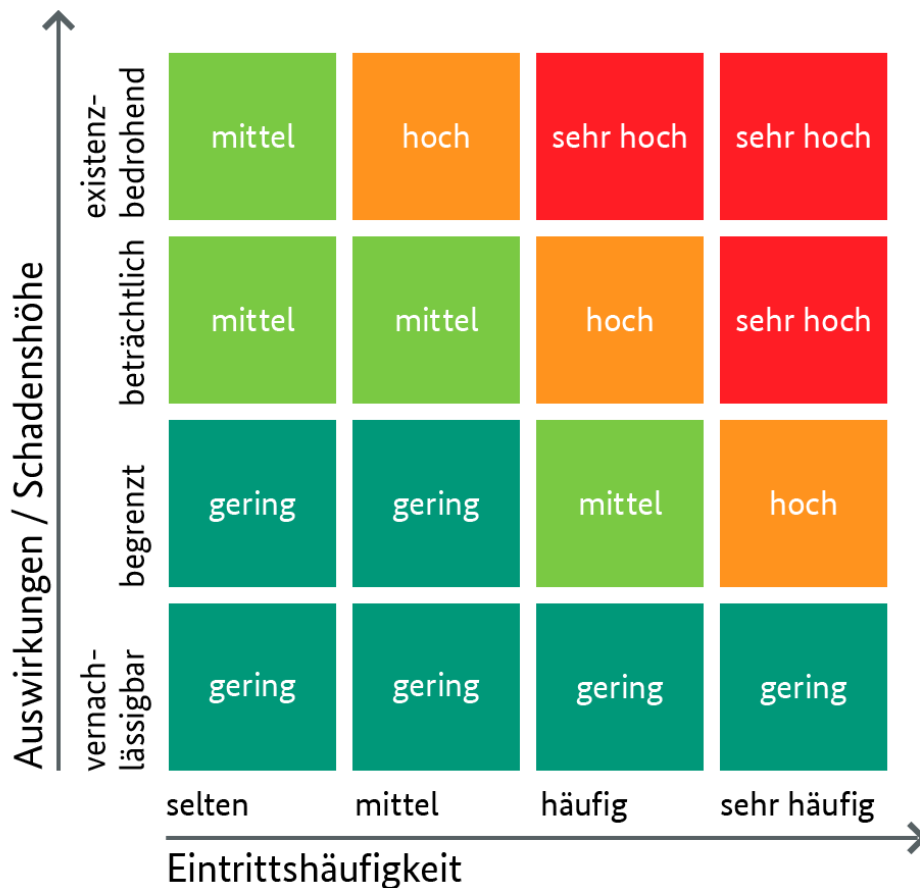 Auswirkungen / Schadenshöhe
existenz-
bedrohend
mittel
hoch
sehr hoch
sehr hoch
beträchtlich
mittel
mittel
hoch
sehr hoch
begrenzt
gering
gering
mittel
hoch
vernach-
lässigbar
gering
gering
gering
gering
selten
mittel
häufig
sehr häufig
Eintrittshäufigkeit